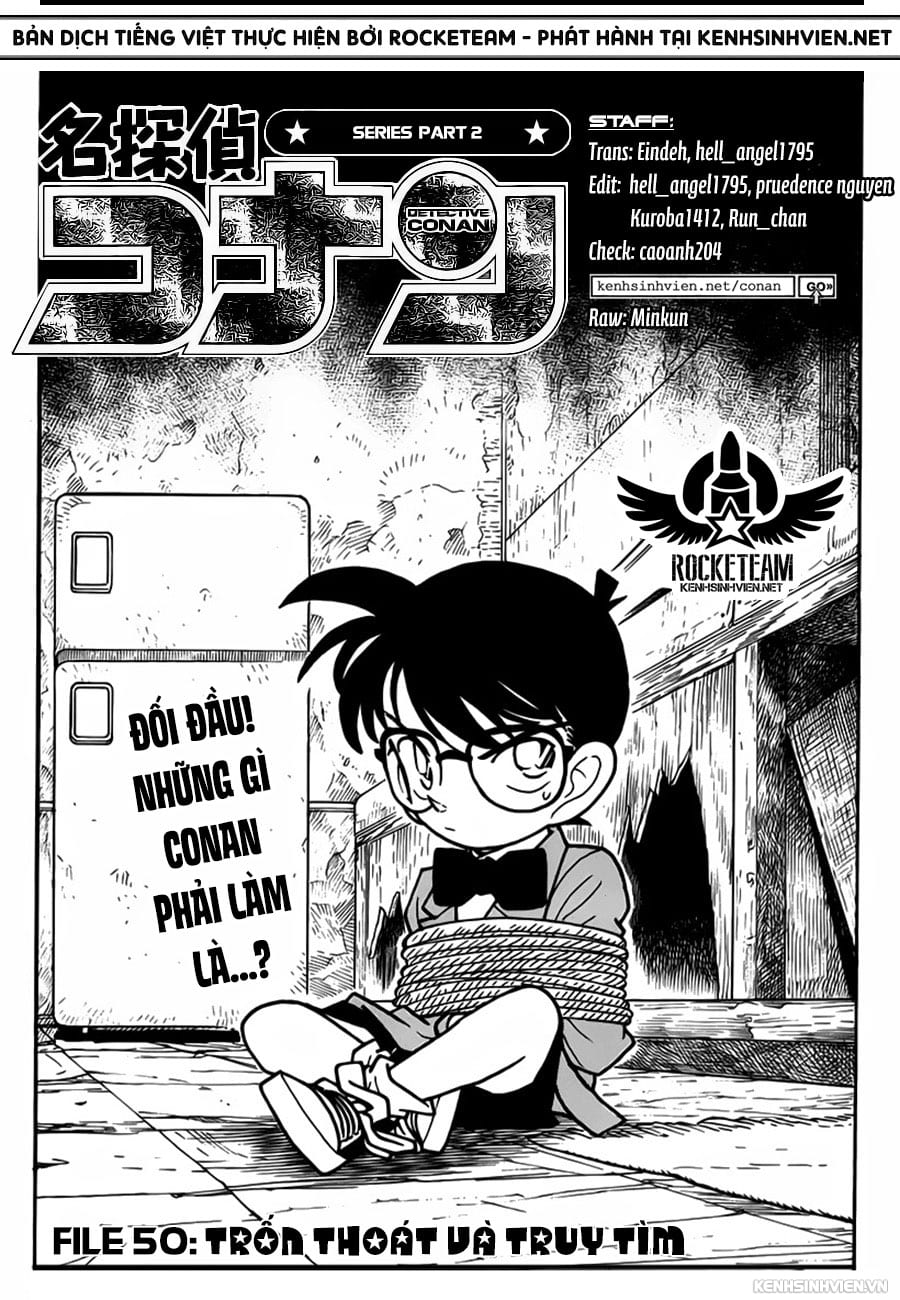 BẢN DỊCH TIẾNG VIỆT THỰC HIỆN BỞI ROCKETEAM - PHÁT HÀNH TẠI KENHSINHVIEN.NET
名探偵
コナン
SERIES PART 2
DETECTIVE
CONAN
STAFF:
Trans: Eindeh, hell_angel1795
Edit: hell_angel1795, pruedence nguyen
Kuroba1412, Run_chan
Check: caoanh204
kenhsinhvien.net/conan GO»
Raw: Minkun
ROCKETEAM
KENHSINHVIEN.NET
ĐỐI ĐẦU!
NHỮNG GÌ
CONAN
PHẢI LÀM
LÀ...?
FILE 50: TRỐN THOÁT VÀ TRUY TÌM
KENHSINHVIEN.VN